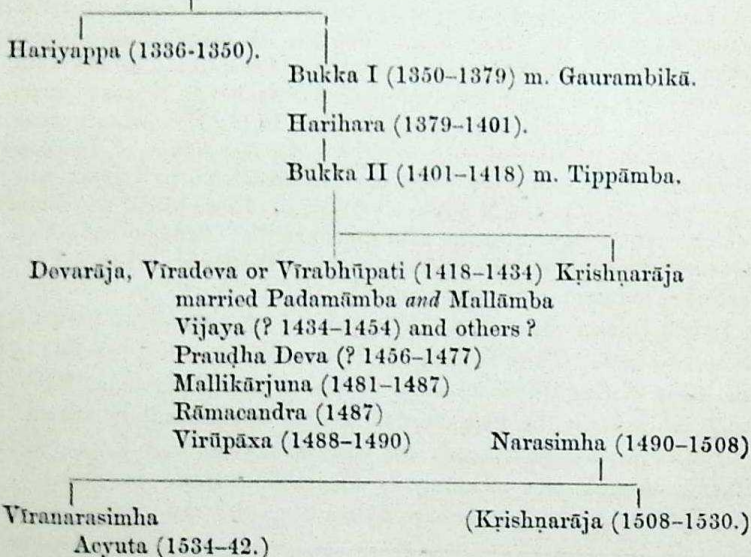 Hariyappa (1336-1350).
Bukka I (1350–1379) m. Gaurambikā.
Harihara (1379–1401).
Bukka II (1401–1418) m. Tippāmba.
Devarāja, Vīradeva or Vīrabhūpati (1418–1434) Kṛishṇarāja
married Padamāmba and Mallāmba
Vijaya (? 1434–1454) and others ?
Prauḍha Deva (? 1456–1477)
Mallikārjuna (1481–1487)
Rāmacandra (1487)
Virūpāxa (1488–1490) Narasimha (1490–1508)
Vīranarasimha (Kṛishṇarāja (1508–1530.)
Acyuta (1534–42.)